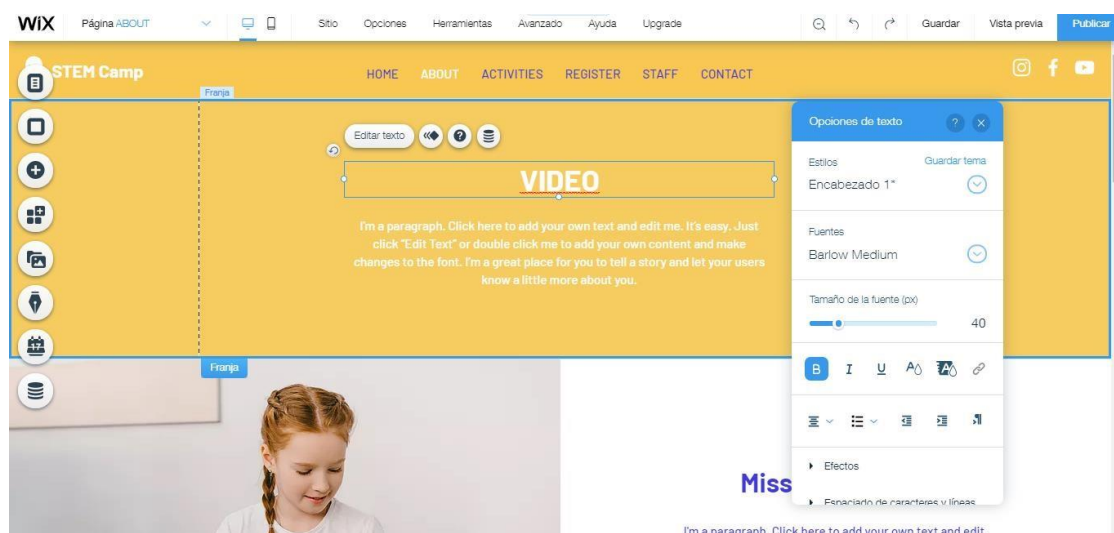 WiX Página ABOUT Sitio Opciones Herramientas Avanzado Ayuda Upgrade Guardar Vista previa Publicar
STEM Camp HOME ABOUT ACTIVITIES REGISTER STAFF CONTACT
Franja
Editar texto
VIDEO
I'm a paragraph. Click here to add your own text and edit me. It's easy. Just
click "Edit Text" or double click me to add your own content and make
changes to the font. I'm a great place for you to tell a story and let your users
know a little more about you.
Franja
Opciones de texto ? ×
Estilos Guardar tema
Encabezado 1*
Fuentes
Barlow Medium
Tamaño de la fuente (px)
40
B I U A A
Efectos
Espaciado de caracteres y líneas
17
Miss
I'm a paragraph. Click here to add your own text and edit